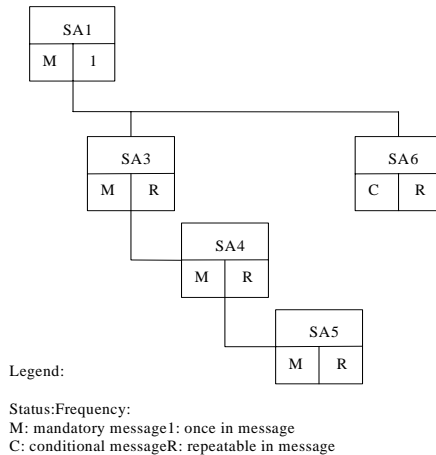 SA1
M 1
SA3 SA6
M R C R
SA4
M R
SA5
M R
Legend:
Status:Frequency:
M: mandatory message1: once in message
C: conditional messageR: repeatable in message